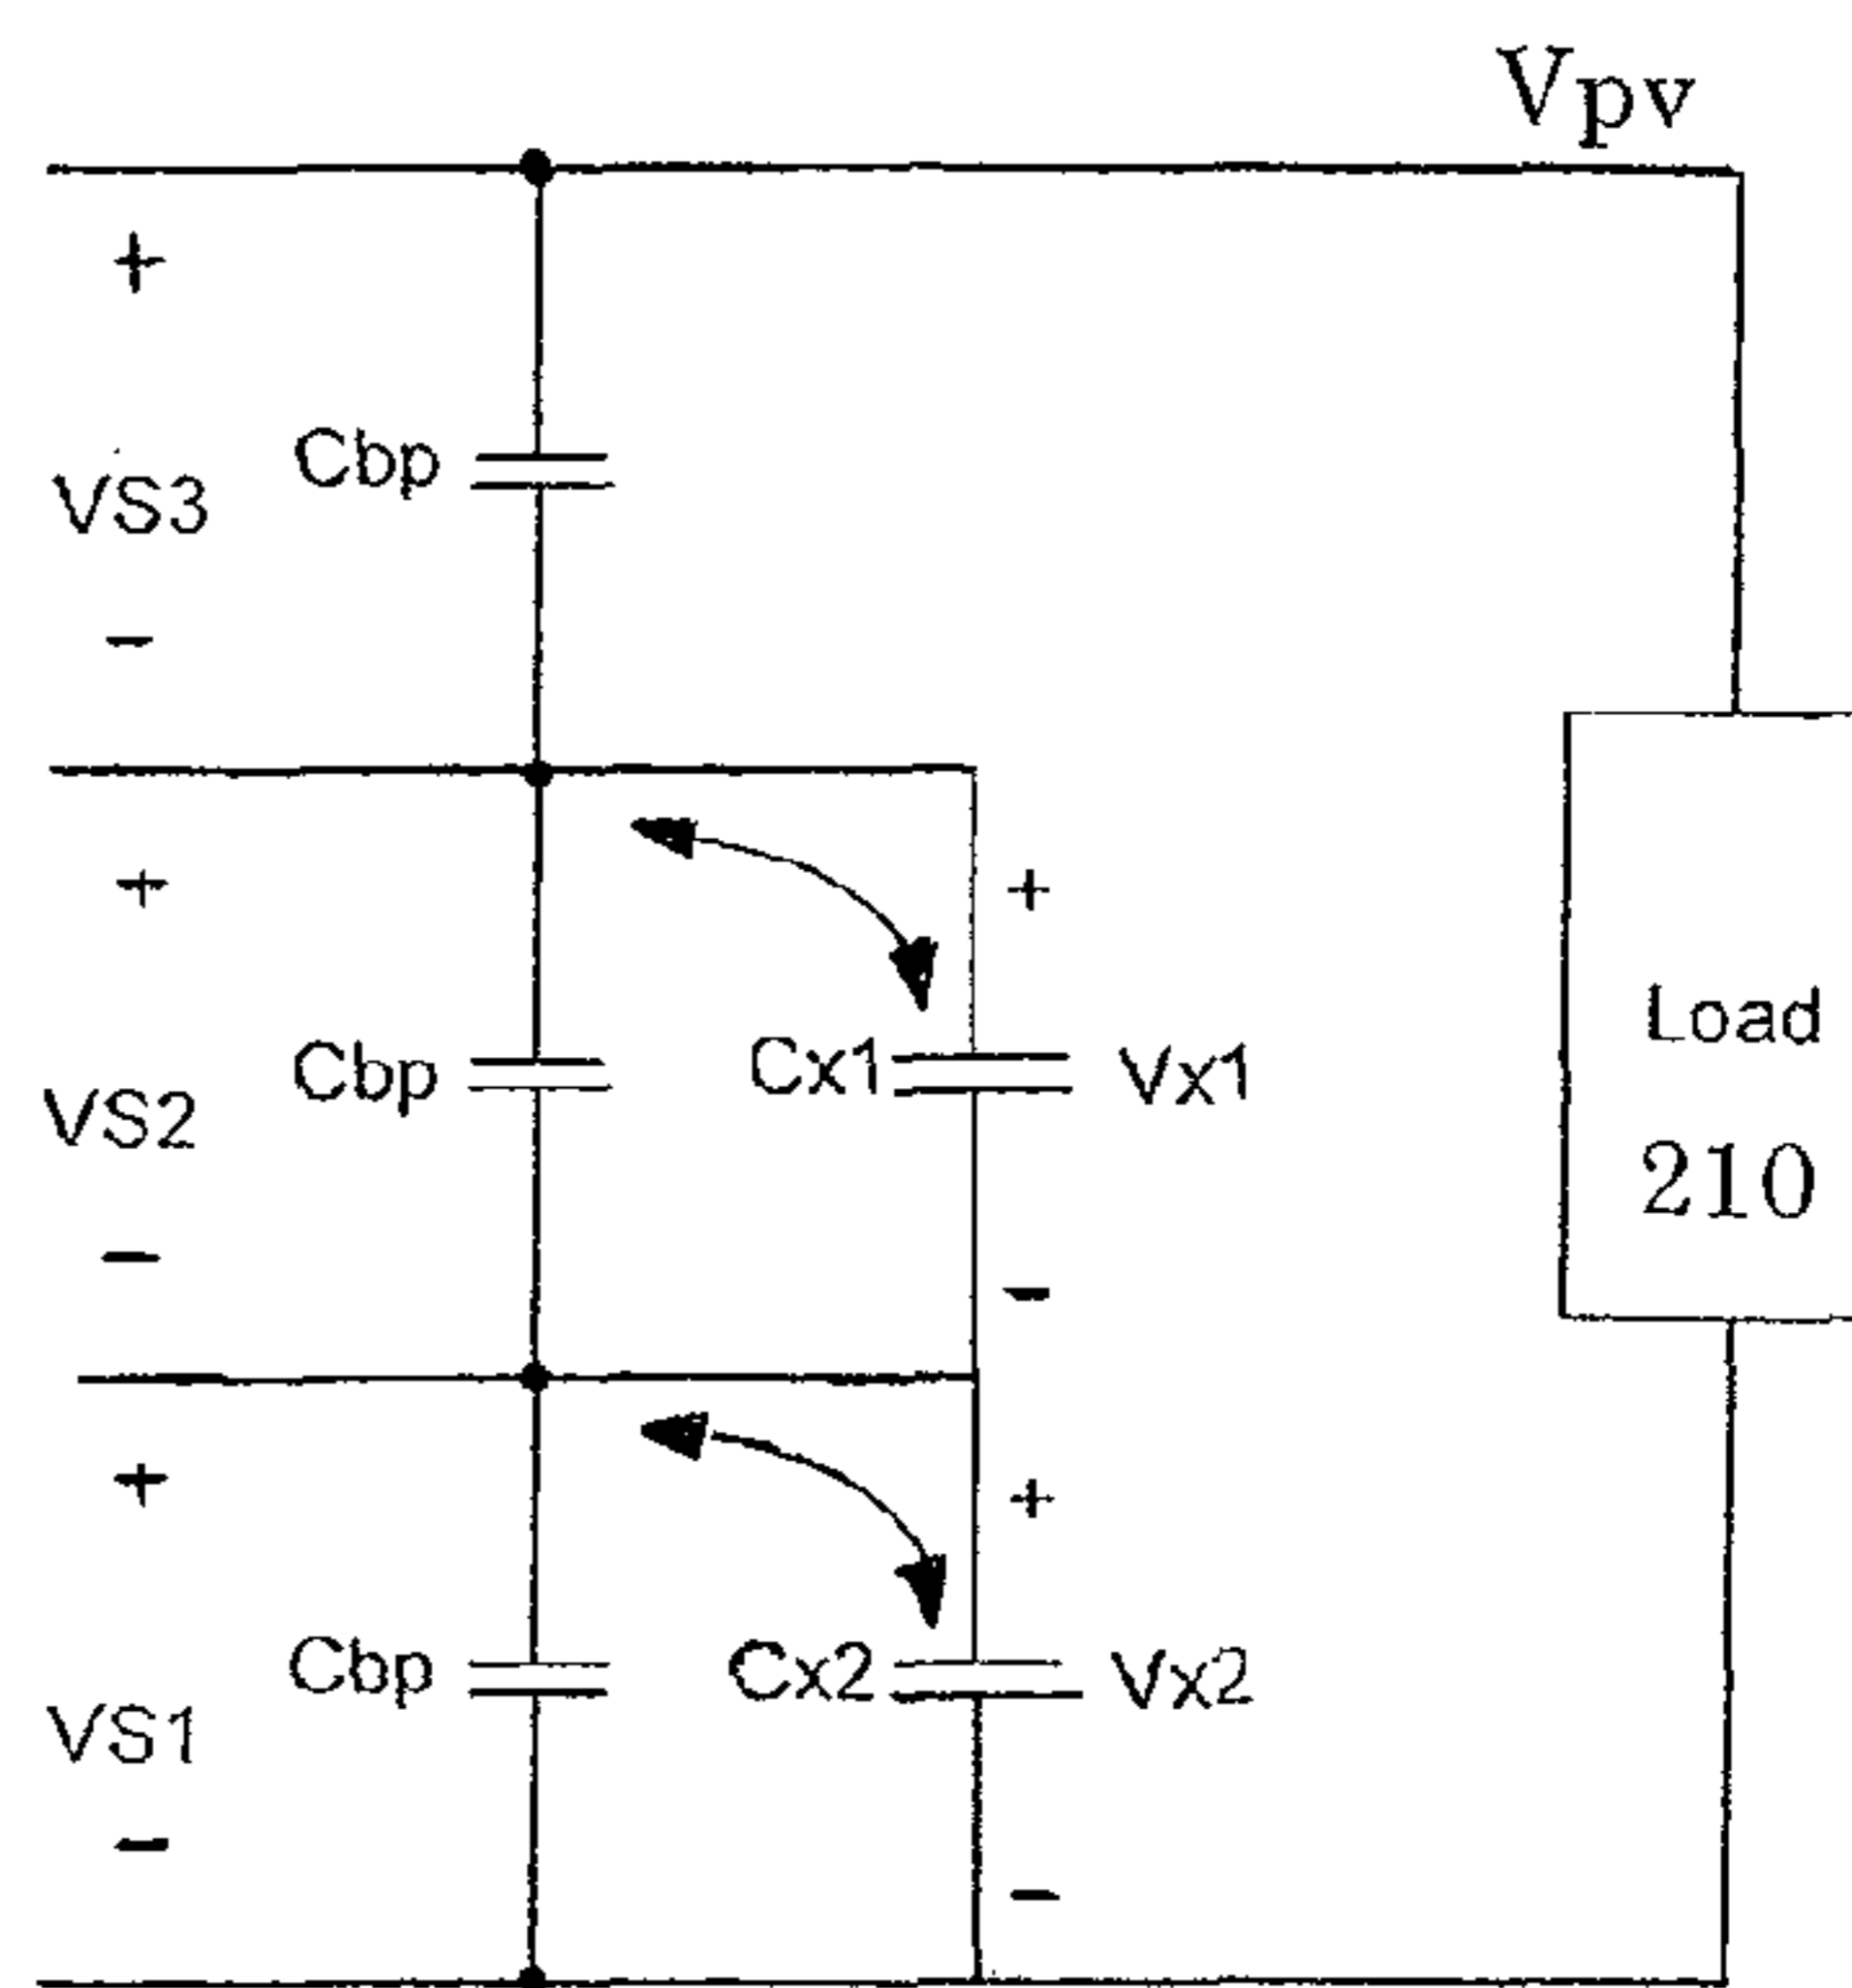 Vpv
+
VS3
Cbp
-
+
+
VS2
Cbp
Cx1
Vx1
Load
210
-
-
+
+
VS1
Cbp
Cx2
Vx2
-
-